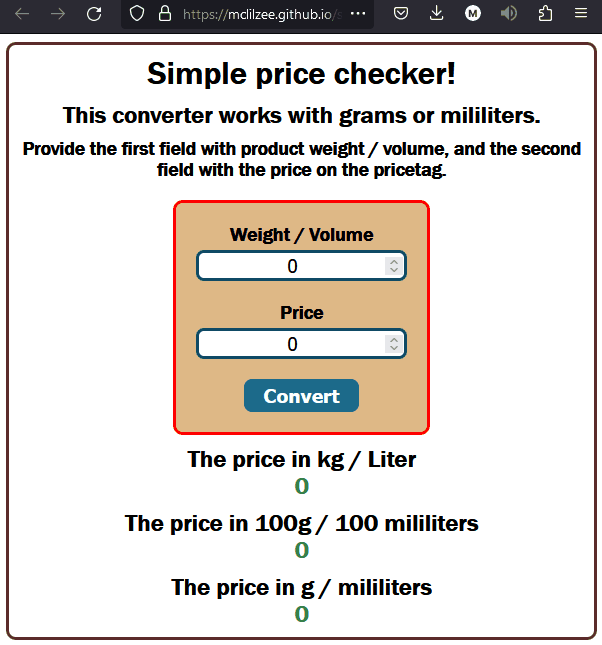 https://mclilzee.github.io/s
M
Simple price checker!
This converter works with grams or mililiters.
Provide the first field with product weight / volume, and the second
field with the price on the pricetag.
Weight / Volume
0
Price
0
Convert
The price in kg / Liter
0
The price in 100g / 100 mililiters
0
The price in g / mililiters
0